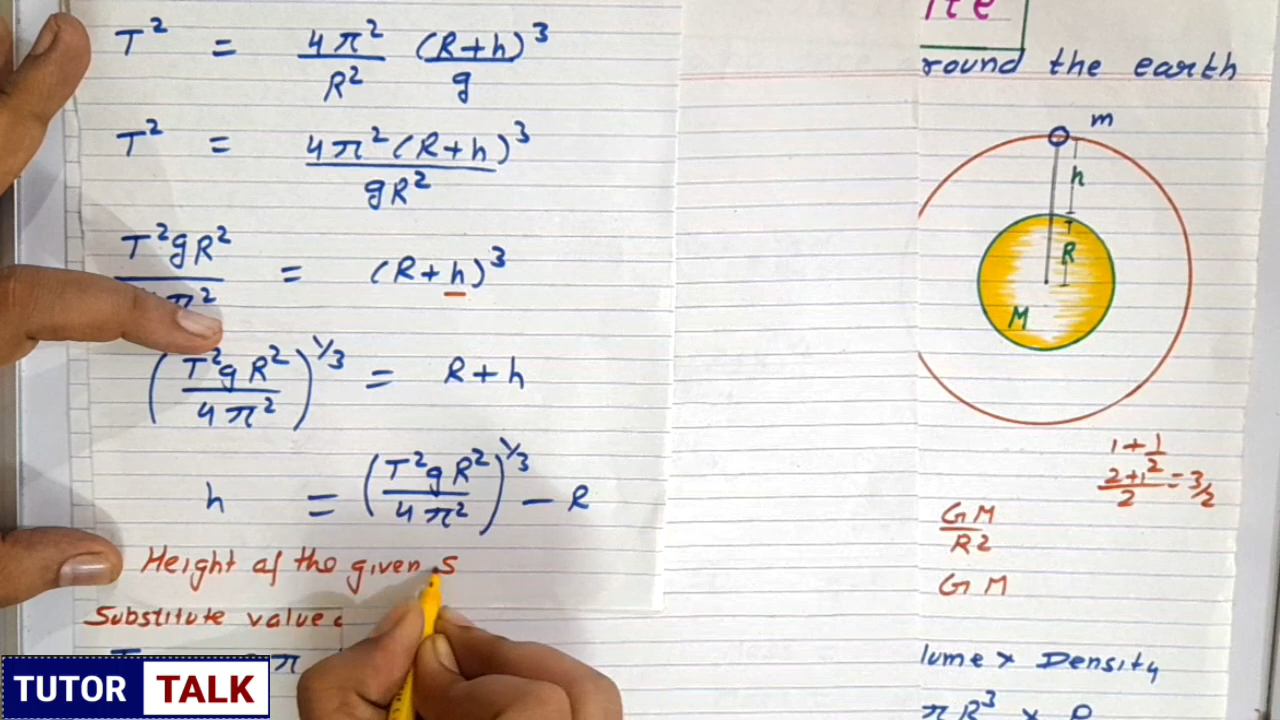 T² = 4π²/R² (R+h)³/g
T² = 4π²(R+h)³/gR²
T²gR²/π² = (R+h)³
(T²gR²/4π²)^1/3 = R+h
h = (T²gR²/4π²)^1/3 − R
Height of the given s
Substitute value
π
TUTOR TALK
ite
round the earth
m
h
R
M
1+1/2
2+1/2 = 3/2
GM/R2
GM
lume × Density
πR³ × ρ